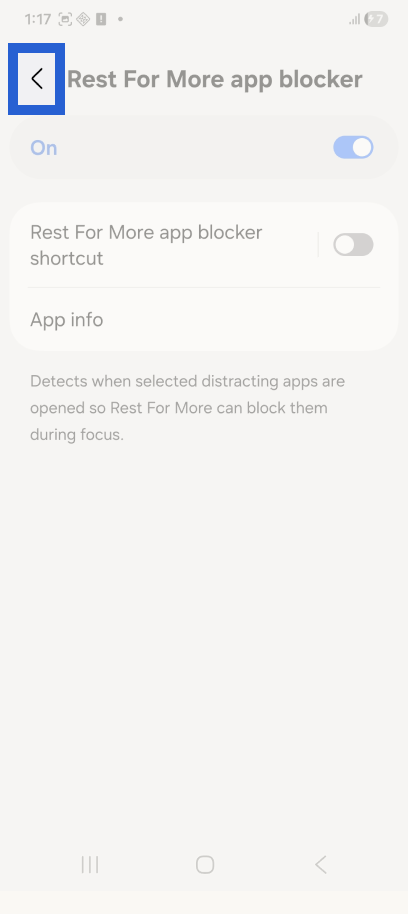 1:17
7
Rest For More app blocker
On
Rest For More app blocker
shortcut
App info
Detects when selected distracting apps are
opened so Rest For More can block them
during focus.